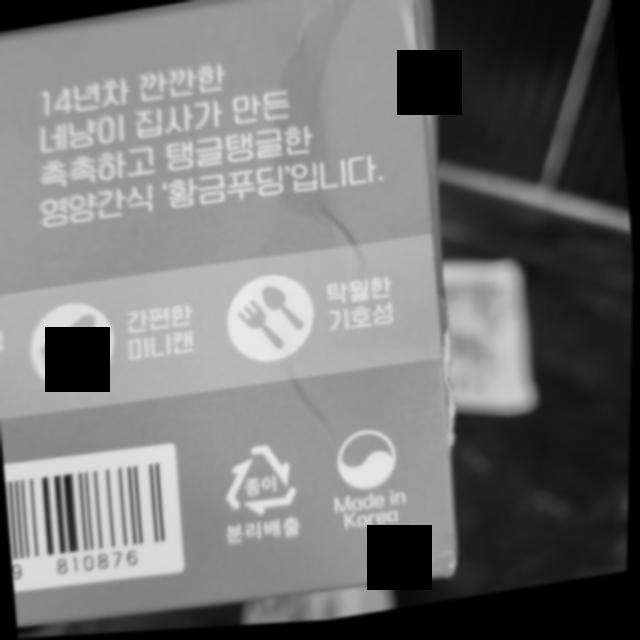 14년차 깐깐한
네냥이 집사가 만든
촉촉하고 탱글탱글한
영양간식 '황금푸딩'입니다.
간편한
미니캔
탁월한
기호성
종이
분리배출
Made in
Korea
9 810876